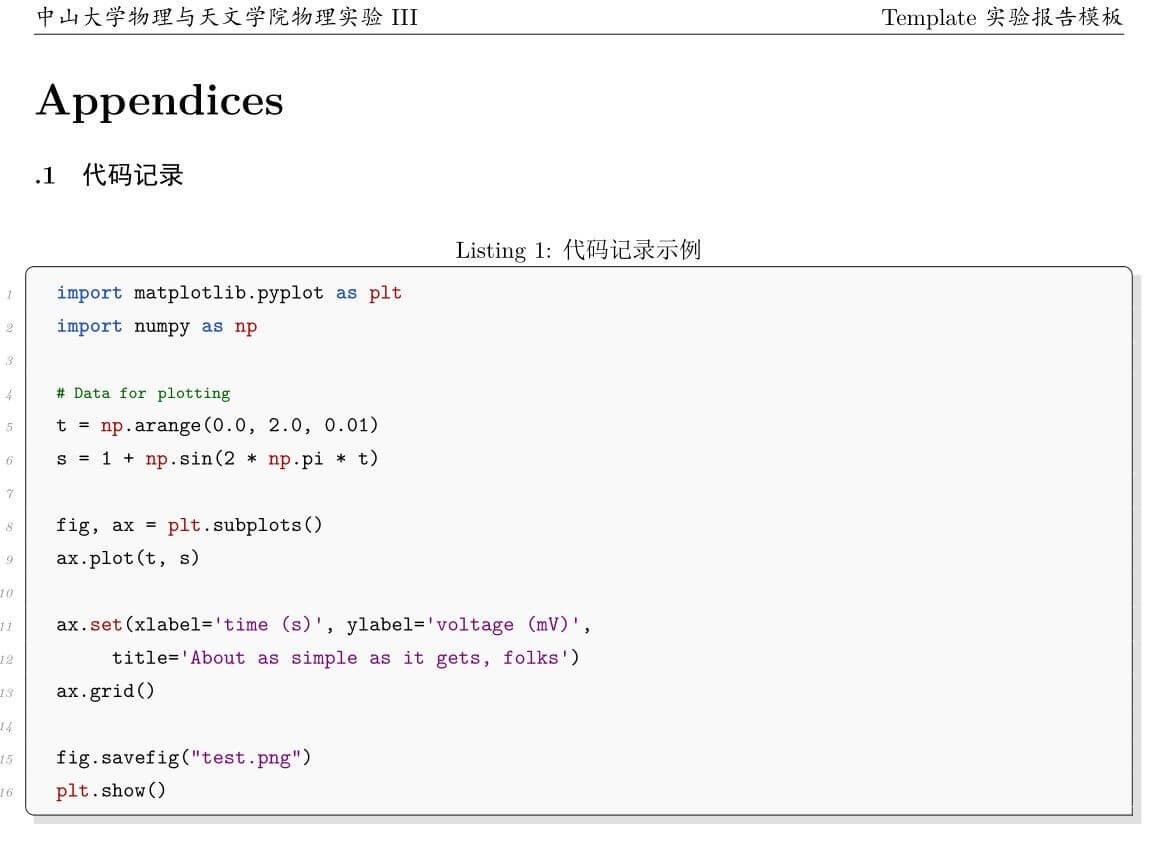 中山大学物理与天文学院物理实验 III
Template 实验报告模板
Appendices
.1 代码记录
Listing 1: 代码记录示例
1 import matplotlib.pyplot as plt
2 import numpy as np
3
4 # Data for plotting
5 t = np.arange(0.0, 2.0, 0.01)
6 s = 1 + np.sin(2 * np.pi * t)
7
8 fig, ax = plt.subplots()
9 ax.plot(t, s)
10
11 ax.set(xlabel='time (s)', ylabel='voltage (mV)',
12      title='About as simple as it gets, folks')
13 ax.grid()
14
15 fig.savefig("test.png")
16 plt.show()